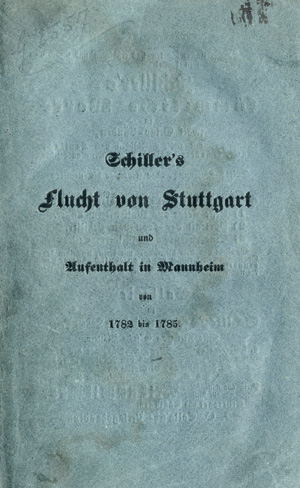 Schiller's
Flucht von Stuttgart
und
Aufenthalt in Mannheim
von
1782 bis 1785.